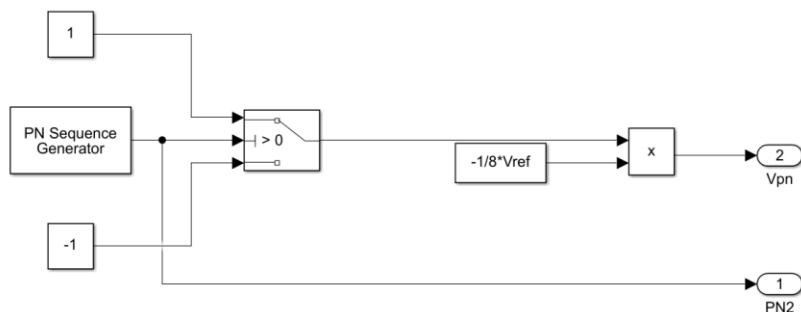 1
PN Sequence
Generator
> 0
-1/8*Vref
x
2
Vpn
-1
1
PN2